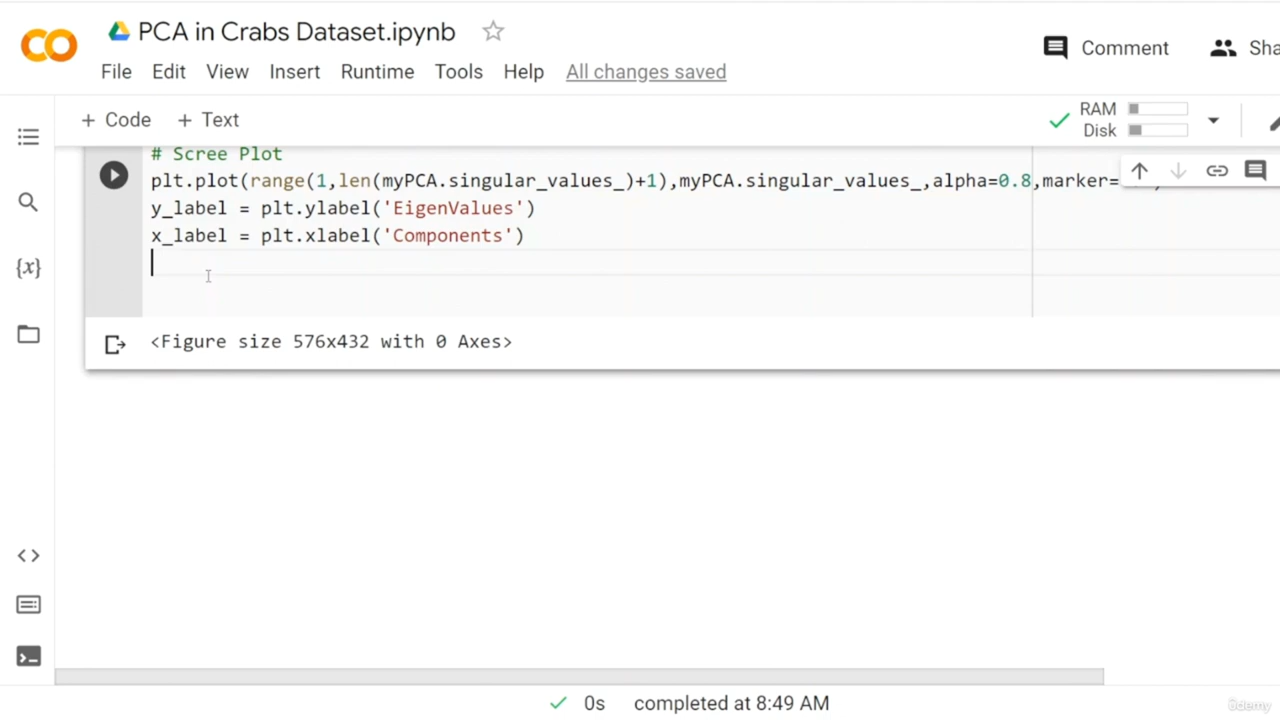 PCA in Crabs Dataset.ipynb
Comment
File Edit View Insert Runtime Tools Help All changes saved
+ Code + Text
RAM
Disk
# Scree Plot
plt.plot(range(1,len(myPCA.singular_values_)+1),myPCA.singular_values_,alpha=0.8,marker=
y_label = plt.ylabel('EigenValues')
x_label = plt.xlabel('Components')
{x}
<Figure size 576x432 with 0 Axes>
0s completed at 8:49 AM
ûdemy